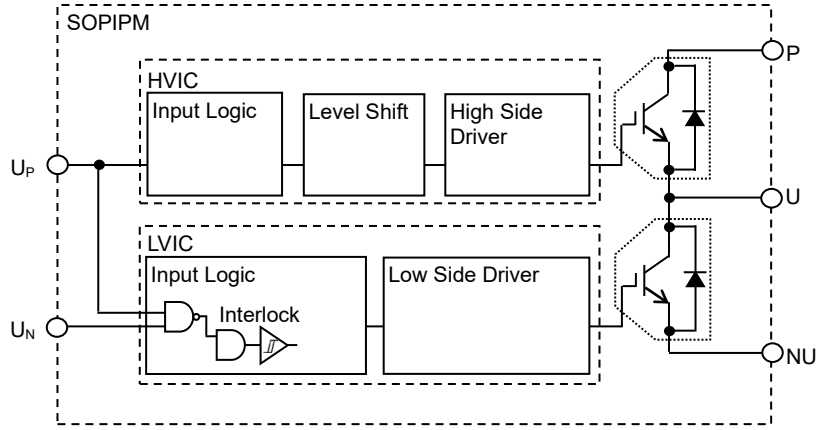 SOPIPM
P
HVIC
Input Logic
Level Shift
High Side
Driver
UP
U
LVIC
Input Logic
Low Side Driver
Interlock
UN
NU